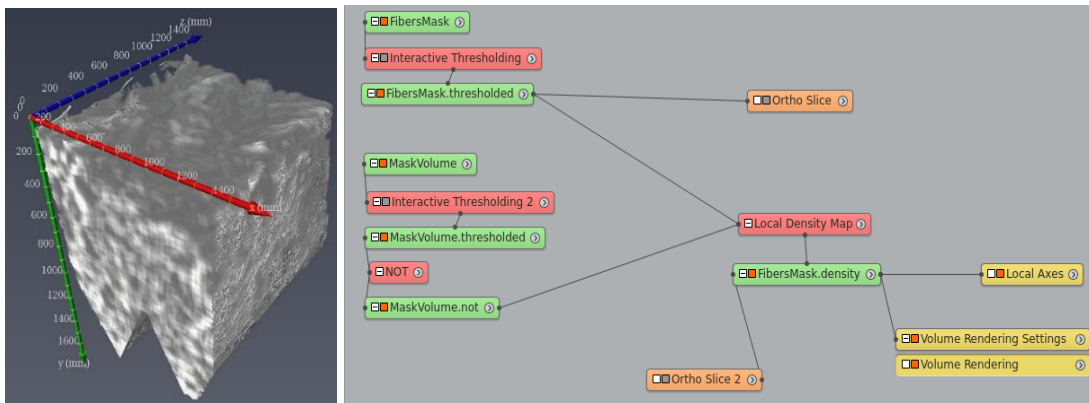 z (mm)
1400
1200
1000
800
600
400
200
0
0
200
400
600
800
1000
1200
1400
x (mm)
200
400
600
800
1000
1200
1400
1600
y (mm)
FibersMask
Interactive Thresholding
FibersMask.thresholded
Ortho Slice
MaskVolume
Interactive Thresholding 2
MaskVolume.thresholded
Local Density Map
NOT
FibersMask.density
Local Axes
MaskVolume.not
Volume Rendering Settings
Volume Rendering
Ortho Slice 2